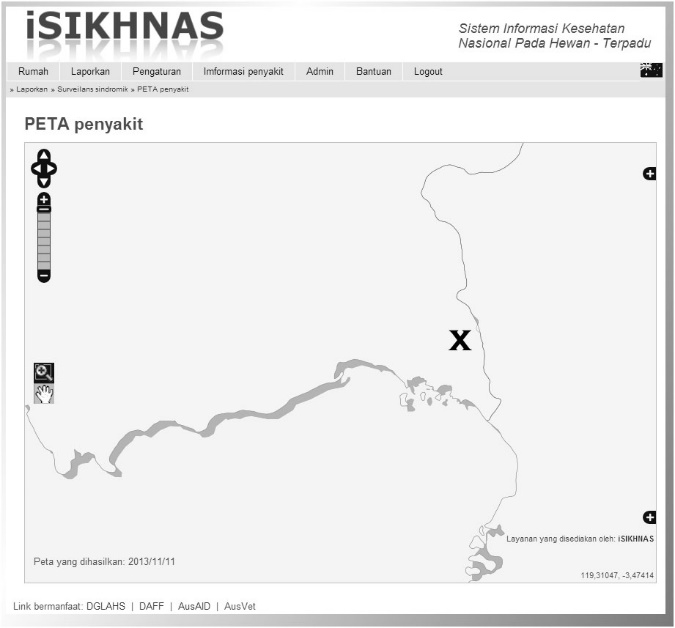 iSIKHNAS
Sistem Informasi Kesehatan
Nasional Pada Hewan - Terpadu
Rumah Laporkan Pengaturan Imformasi penyakit Admin Bantuan Logout
» Laporkan » Surveillans sindromik » PETA penyakit
PETA penyakit
X
Layanan yang disediakan oleh: iSIKHNAS
Peta yang dihasilkan: 2013/11/11
119,31047, -3,47414
Link bermanfaat: DGLAHS | DAFF | AusAID | AusVet